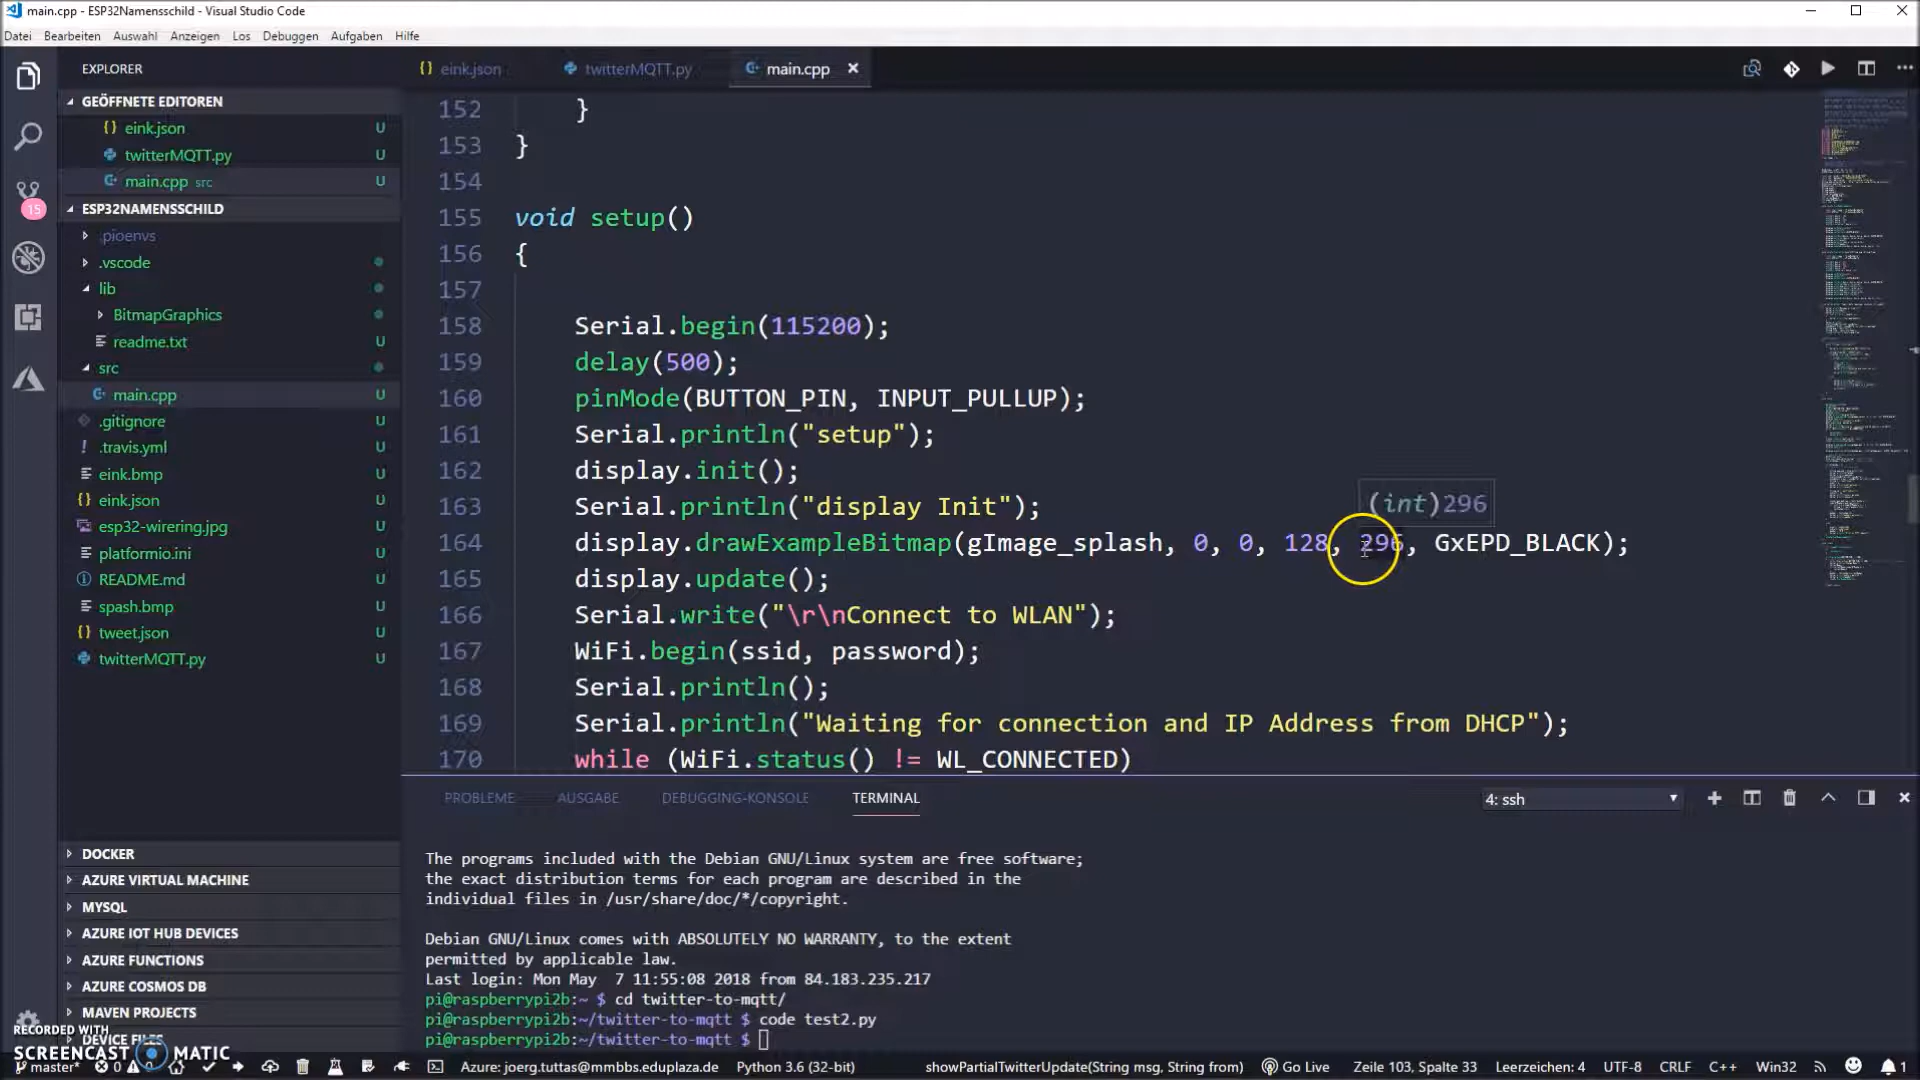 main.cpp - ESP32Namensschild - Visual Studio Code
Datei Bearbeiten Auswahl Anzeigen Los Debuggen Aufgaben Hilfe
EXPLORER
GEÖFFNETE EDITOREN
{} eink.json U
twitterMQTT.py U
main.cpp src U
15
ESP32NAMENSSCHILD
.pioenvs
.vscode
lib
BitmapGraphics
readme.txt U
src
main.cpp U
.gitignore U
! .travis.yml U
eink.bmp U
{} eink.json U
esp32-wirering.jpg U
platformio.ini U
README.md U
spash.bmp U
{} tweet.json U
twitterMQTT.py U
DOCKER
AZURE VIRTUAL MACHINE
MYSQL
AZURE IOT HUB DEVICES
AZURE FUNCTIONS
AZURE COSMOS DB
MAVEN PROJECTS
DEVICE FILES
{} eink.json twitterMQTT.py main.cpp
152 }
153 }
154
155 void setup()
156 {
157
158 Serial.begin(115200);
159 delay(500);
160 pinMode(BUTTON_PIN, INPUT_PULLUP);
161 Serial.println("setup");
162 display.init();
163 Serial.println("display Init");
(int)296
164 display.drawExampleBitmap(gImage_splash, 0, 0, 128, 296, GxEPD_BLACK);
165 display.update();
166 Serial.write("\r\nConnect to WLAN");
167 WiFi.begin(ssid, password);
168 Serial.println();
169 Serial.println("Waiting for connection and IP Address from DHCP");
170 while (WiFi.status() != WL_CONNECTED)
PROBLEME AUSGABE DEBUGGING-KONSOLE TERMINAL 4: ssh
The programs included with the Debian GNU/Linux system are free software;
the exact distribution terms for each program are described in the
individual files in /usr/share/doc/*/copyright.
Debian GNU/Linux comes with ABSOLUTELY NO WARRANTY, to the extent
permitted by applicable law.
Last login: Mon May 7 11:55:08 2018 from 84.183.235.217
pi@raspberrypi2b:~ $ cd twitter-to-mqtt/
pi@raspberrypi2b:~/twitter-to-mqtt $ code test2.py
pi@raspberrypi2b:~/twitter-to-mqtt $
RECORDED WITH
SCREENCAST MATIC
master* 0 Azure: joerg.tuttas@mmbbs.eduplaza.de Python 3.6 (32-bit) showPartialTwitterUpdate(String msg, String from) Go Live Zeile 103, Spalte 33 Leerzeichen: 4 UTF-8 CRLF C++ Win32 1